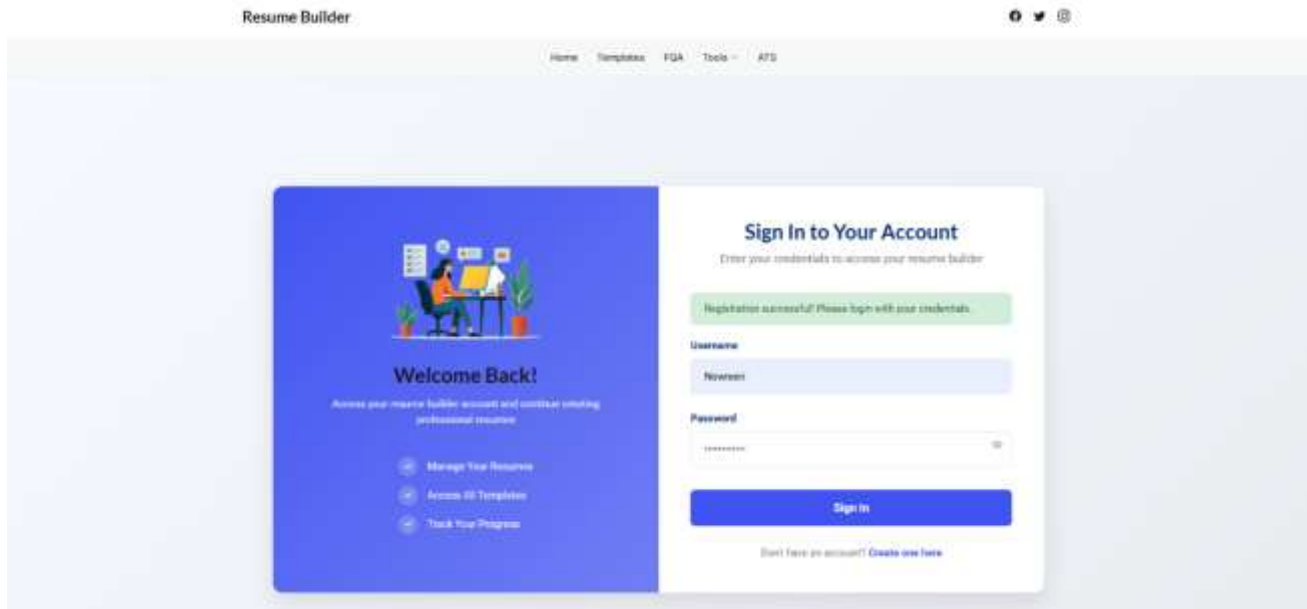 Resume Builder
Home Templates FQA Tools ATS
Welcome Back!
Access your resume builder account and continue creating
professional resumes
Manage Your Resumes
Access All Templates
Track Your Progress
Sign In to Your Account
Enter your credentials to access your resume builder
Registration successful! Please login with your credentials.
Username
Nowreen
Password
Sign In
Don't have an account? Create one here